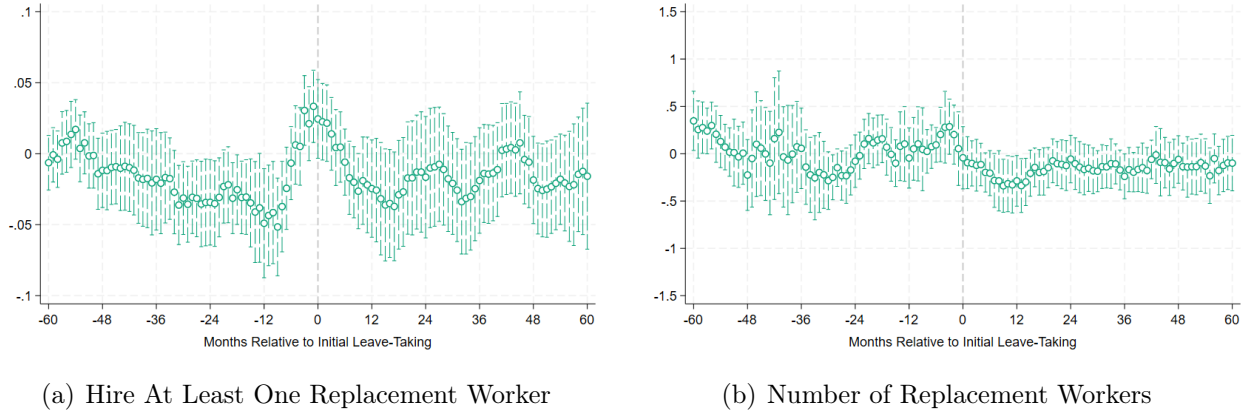 .1
.05
0
-.05
-.1
-60 -48 -36 -24 -12 0 12 24 36 48 60
Months Relative to Initial Leave-Taking
(a) Hire At Least One Replacement Worker
1.5
1
.5
0
-.5
-1
-1.5
-60 -48 -36 -24 -12 0 12 24 36 48 60
Months Relative to Initial Leave-Taking
(b) Number of Replacement Workers